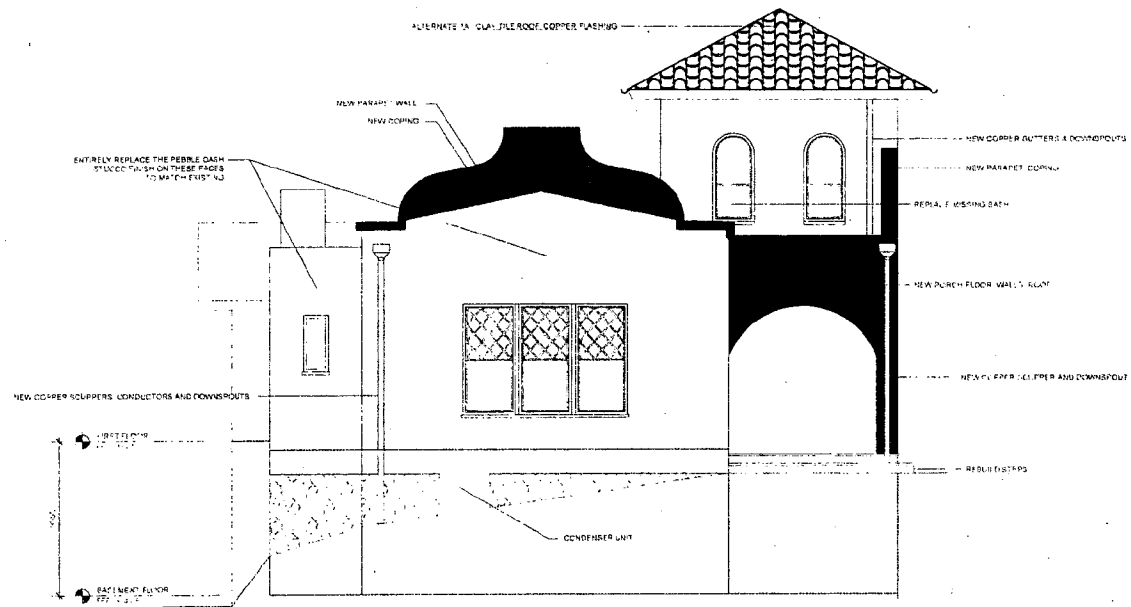 ALTERNATE 'A': CLAY TILE ROOF, COPPER FLASHING
NEW PARAPET WALL
NEW COPING
ENTIRELY REPLACE THE PEBBLE DASH
STUCCO FINISH ON THESE FACES
TO MATCH EXISTING
NEW COPPER GUTTERS & DOWNSPOUTS
NEW PARAPET COPING
REPLACE MISSING SASH
NEW PORCH FLOOR, WALLS, ROOF
NEW COPPER SCUPPERS, CONDUCTORS AND DOWNSPOUTS
NEW COPPER SCUPPER AND DOWNSPOUT
FIRST FLOOR
REBUILD STEPS
CONDENSER UNIT
BASEMENT FLOOR